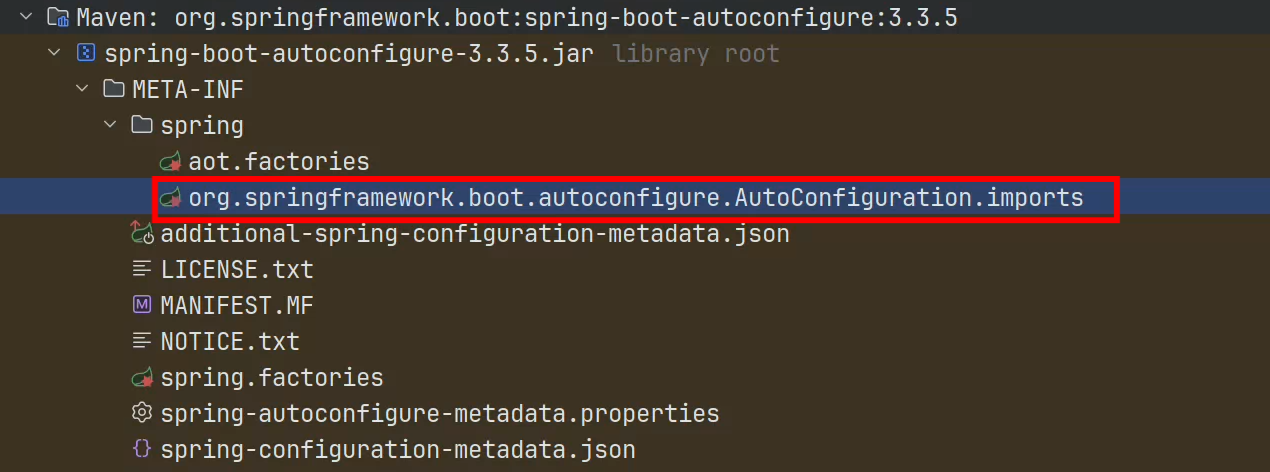 Maven: org.springframework.boot:spring-boot-autoconfigure:3.3.5
spring-boot-autoconfigure-3.3.5.jar library root
META-INF
spring
aot.factories
org.springframework.boot.autoconfigure.AutoConfiguration.imports
additional-spring-configuration-metadata.json
LICENSE.txt
M MANIFEST.MF
NOTICE.txt
spring.factories
spring-autoconfigure-metadata.properties
{} spring-configuration-metadata.json